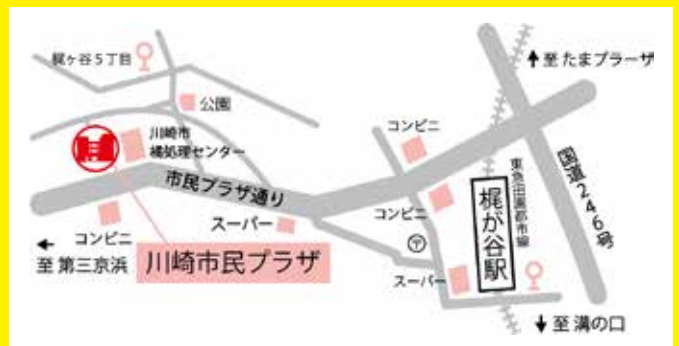 梶ヶ谷5丁目
公園
川崎市
橘処理センター
市民プラザ通り
コンビニ
スーパー
川崎市民プラザ
← 至 第三京浜
コンビニ
コンビニ
スーパー
〒
梶が谷駅
東急田園都市線
国道246号
↑至 たまプラーザ
↓至 溝の口